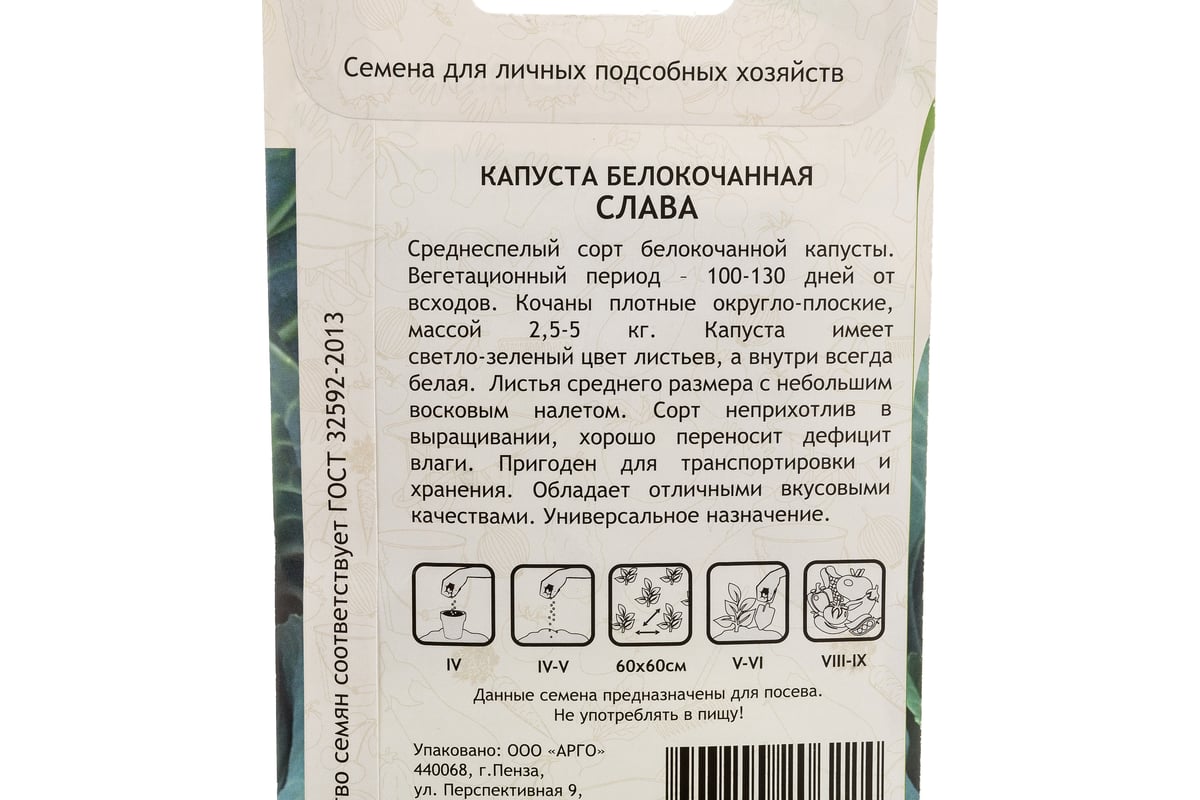 Семена для личных подсобных хозяйств
КАПУСТА БЕЛОКОЧАННАЯ
СЛАВА
Среднеспелый сорт белокочанной капусты.
Вегетационный период – 100-130 дней от
всходов. Кочаны плотные округло-плоские,
массой 2,5-5 кг. Капуста имеет
светло-зеленый цвет листьев, а внутри всегда
белая. Листья среднего размера с небольшим
восковым налетом. Сорт неприхотлив в
выращивании, хорошо переносит дефицит
влаги. Пригоден для транспортировки и
хранения. Обладает отличными вкусовыми
качествами. Универсальное назначение.
IV
IV-V
60х60см
V-VI
VIII-IX
Данные семена предназначены для посева.
Не употреблять в пищу!
Упаковано: ООО «АРГО»
440068, г.Пенза,
ул. Перспективная 9,
семян соответствует ГОСТ 32592-2013